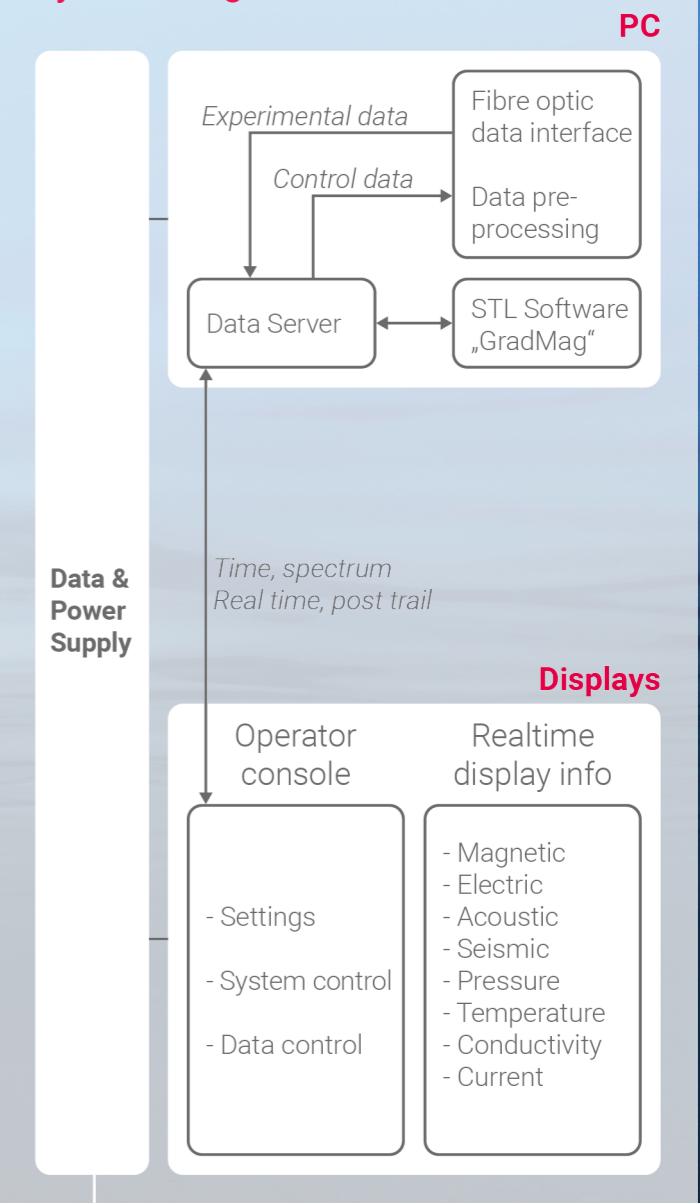 PC
Fibre optic
data interface
Data pre-
processing
Experimental data
Control data
Data Server
STL Software
„GradMag“
Data &
Power
Supply
Time, spectrum
Real time, post trail
Displays
Operator
console
- Settings
- System control
- Data control
Realtime
display info
- Magnetic
- Electric
- Acoustic
- Seismic
- Pressure
- Temperature
- Conductivity
- Current